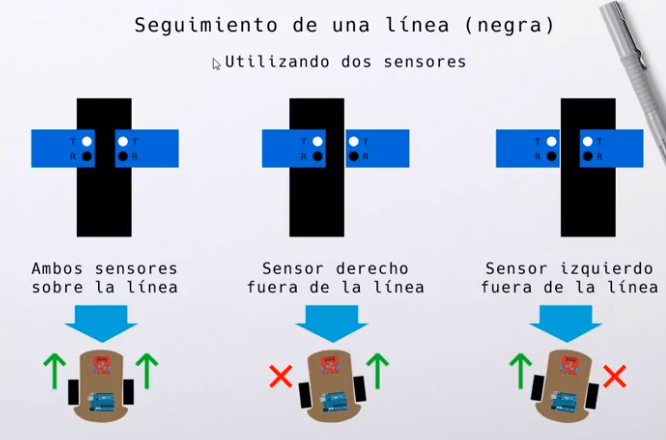 Seguimiento de una línea (negra)
Utilizando dos sensores
T T
R R
T T
R R
T T
R R
Ambos sensores
sobre la línea
Sensor derecho
fuera de la línea
Sensor izquierdo
fuera de la línea